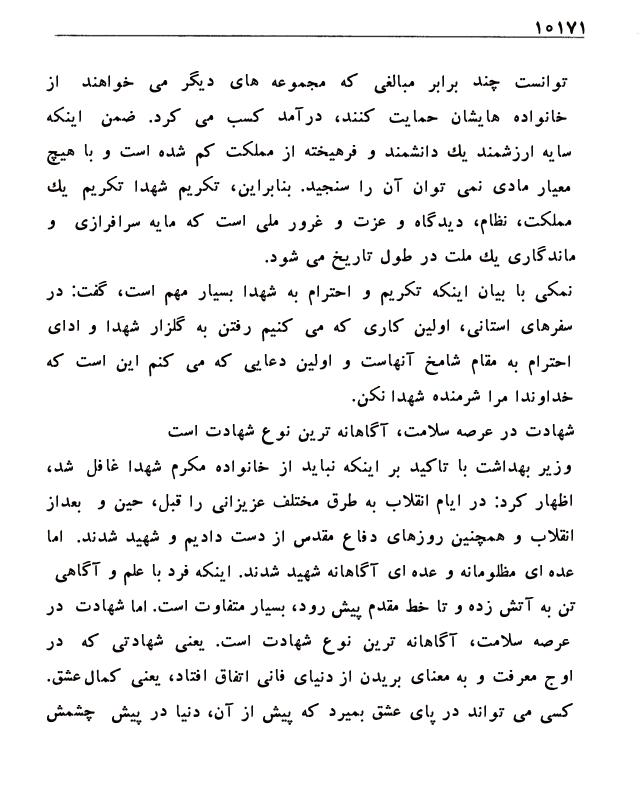 ۱۰۱۷۱
توانست چند برابر مبالغی که مجموعه های دیگر می خواهند از
خانواده هایشان حمایت کنند، درآمد کسب می کرد. ضمن اینکه
سایه ارزشمند یك دانشمند و فرهیخته از مملکت کم شده است و با هیچ
معیار مادی نمی توان آن را سنجید. بنابراین، تکریم شهدا تکریم یك
مملکت، نظام، دیدگاه و عزت و غرور ملی است که مایه سرافرازی و
ماندگاری یك ملت در طول تاریخ می شود.
نمکی با بیان اینکه تکریم و احترام به شهدا بسیار مهم است، گفت: در
سفرهای استانی، اولین کاری که می کنیم رفتن به گلزار شهدا و ادای
احترام به مقام شامخ آنهاست و اولین دعایی که می کنم این است که
خداوندا مرا شرمنده شهدا نکن.
شهادت در عرصه سلامت، آگاهانه ترین نوع شهادت است
وزیر بهداشت با تاکید بر اینکه نباید از خانواده مکرم شهدا غافل شد،
اظهار کرد: در ایام انقلاب به طرق مختلف عزیزانی را قبل، حین و بعداز
انقلاب و همچنین روزهای دفاع مقدس از دست دادیم و شهید شدند. اما
عده ای مظلومانه و عده ای آگاهانه شهید شدند. اینکه فرد با علم و آگاهی
تن به آتش زده و تا خط مقدم پیش رود، بسیار متفاوت است. اما شهادت در
عرصه سلامت، آگاهانه ترین نوع شهادت است. یعنی شهادتی که در
اوج معرفت و به معنای بریدن از دنیای فانی اتفاق افتاد، یعنی کمال عشق.
کسی می تواند در پای عشق بمیرد که پیش از آن، دنیا در پیش چشمش